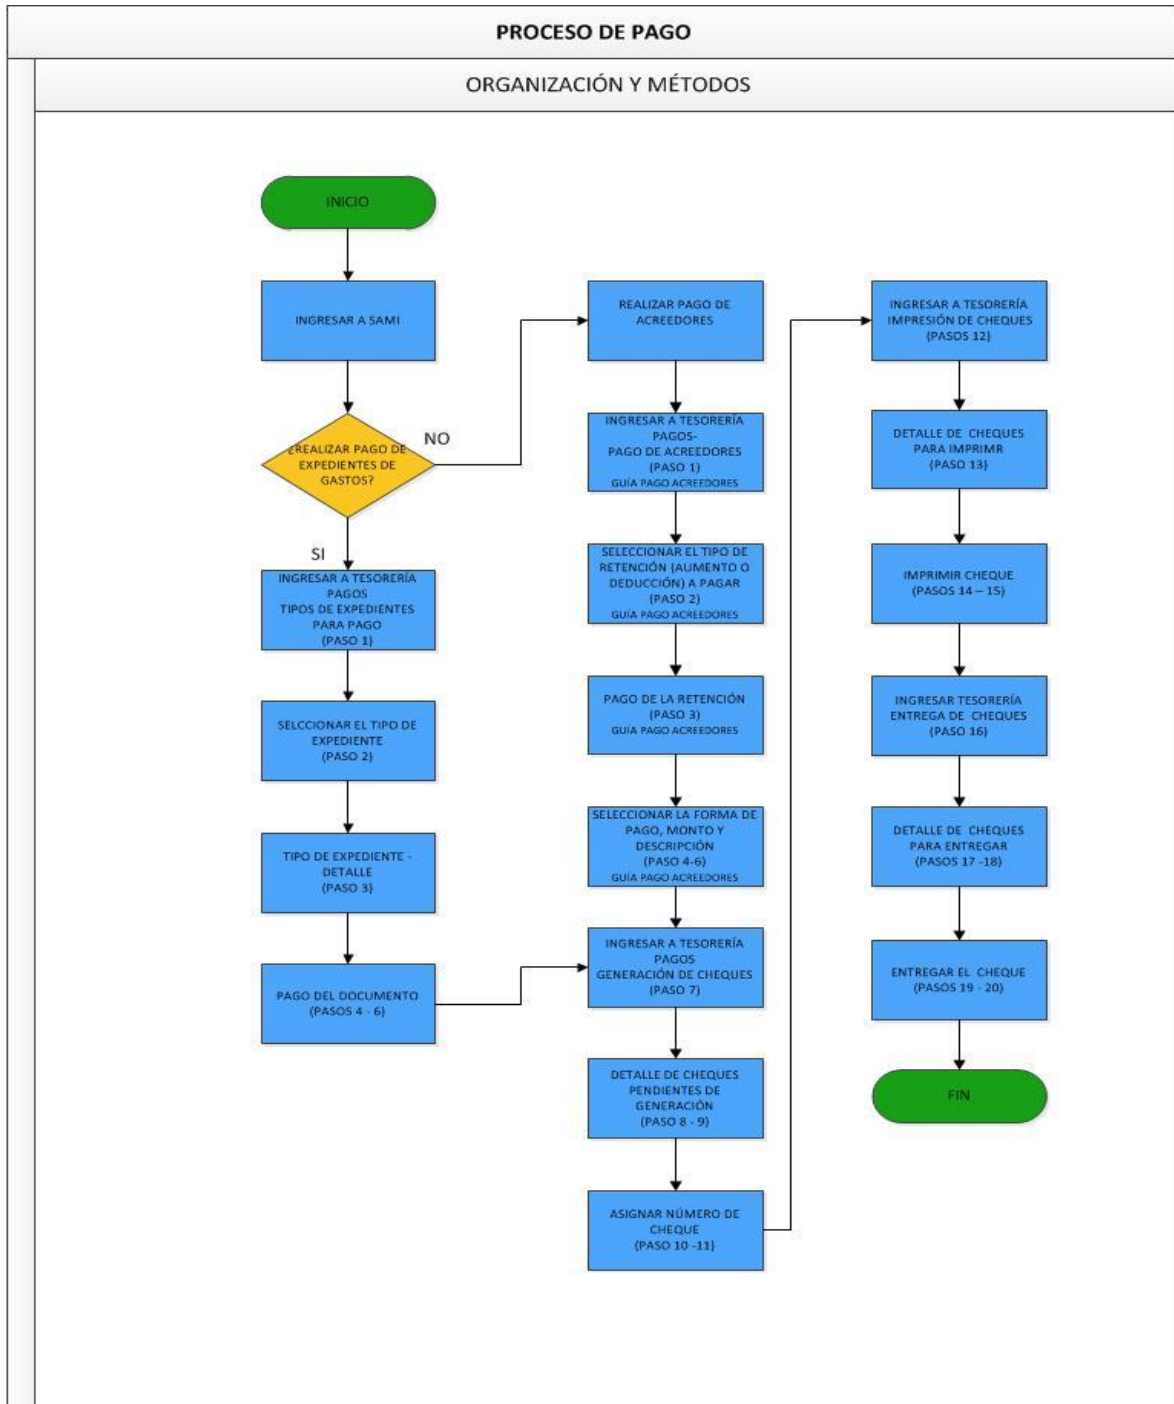 PROCESO DE PAGO
ORGANIZACIÓN Y MÉTODOS
INICIO
INGRESAR A SAMI
¿REALIZAR PAGO DE
EXPEDIENTES DE
GASTOS?
NO
SI
INGRESAR A TESORERÍA
PAGOS
TIPOS DE EXPEDIENTES
PARA PAGO
(PASO 1)
SELCCIONAR EL TIPO DE
EXPEDIENTE
(PASO 2)
TIPO DE EXPEDIENTE -
DETALLE
(PASO 3)
PAGO DEL DOCUMENTO
(PASOS 4 - 6)
REALIZAR PAGO DE
ACREEDORES
INGRESAR A TESORERÍA
PAGOS-
PAGO DE ACREEDORES
(PASO 1)
GUÍA PAGO ACREEDORES
SELECCIONAR EL TIPO DE
RETENCIÓN (AUMENTO O
DEDUCCIÓN) A PAGAR
(PASO 2)
GUÍA PAGO ACREEDORES
PAGO DE LA RETENCIÓN
(PASO 3)
GUÍA PAGO ACREEDORES
SELECCIONAR LA FORMA DE
PAGO, MONTO Y
DESCRIPCIÓN
(PASO 4-6)
GUÍA PAGO ACREEDORES
INGRESAR A TESORERÍA
PAGOS
GENERACIÓN DE CHEQUES
(PASO 7)
DETALLE DE CHEQUES
PENDIENTES DE
GENERACIÓN
(PASO 8 - 9)
ASIGNAR NÚMERO DE
CHEQUE
(PASO 10 -11)
INGRESAR A TESORERÍA
IMPRESIÓN DE CHEQUES
(PASOS 12)
DETALLE DE CHEQUES
PARA IMPRIMR
(PASO 13)
IMPRIMIR CHEQUE
(PASOS 14 – 15)
INGRESAR TESORERÍA
ENTREGA DE CHEQUES
(PASO 16)
DETALLE DE CHEQUES
PARA ENTREGAR
(PASOS 17 -18)
ENTREGAR EL CHEQUE
(PASOS 19 - 20)
FIN